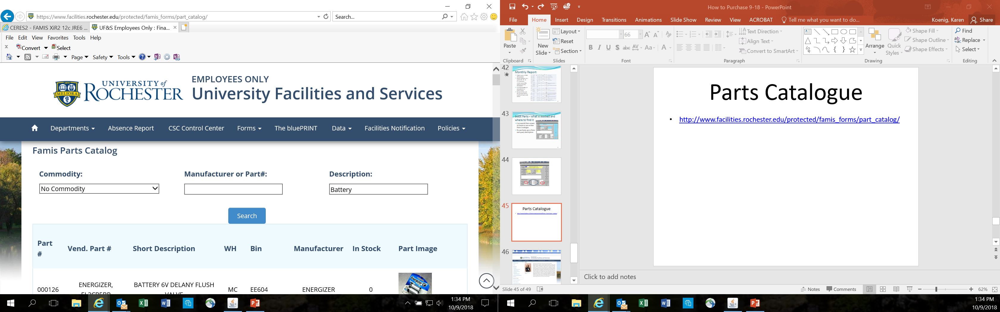 https://www.facilities.rochester.edu/protected/famis_forms/part_catalog/
Search...
CERES2 - FAMIS XiR2 12c JRE6 ...
UF&S Employees Only : Fina...
File Edit View Favorites Tools Help
x Convert Select
Page Safety Tools
MELIORA
UNIVERSITY of
ROCHESTER
EMPLOYEES ONLY
University Facilities and Services
Departments Absence Report CSC Control Center Forms The bluePRINT Data Facilities Notification Policies
Famis Parts Catalog
Commodity: Manufacturer or Part#: Description:
No Commodity Battery
Search
Part # Vend. Part # Short Description WH Bin Manufacturer In Stock Part Image
000126 ENERGIZER, BATTERY 6V DELANY FLUSH MC EE604 ENERGIZER 0
Energizer
1:34 PM
10/9/2018
How to Purchase 9-18 - PowerPoint
File Home Insert Design Transitions Animations Slide Show Review View ACROBAT Tell me what you want to do... Koenig, Karen Share
Paste
Clipboard
New Slide
Layout
Reset
Section
Slides
66
B I U S abc AV Aa A
Font
Text Direction
Align Text
Convert to SmartArt
Paragraph
Arrange
Quick Styles
Shape Fill
Shape Outline
Shape Effects
Drawing
Find
Replace
Select
Editing
42
Monthly Report
43
Stock Parts – what is stocked and
where to find it
44
45
Parts Catalogue
46
Parts Catalogue
• http://www.facilities.rochester.edu/protected/famis_forms/part_catalog/
Click to add notes
Slide 45 of 49
Notes Comments 62%
1:34 PM
10/9/2018